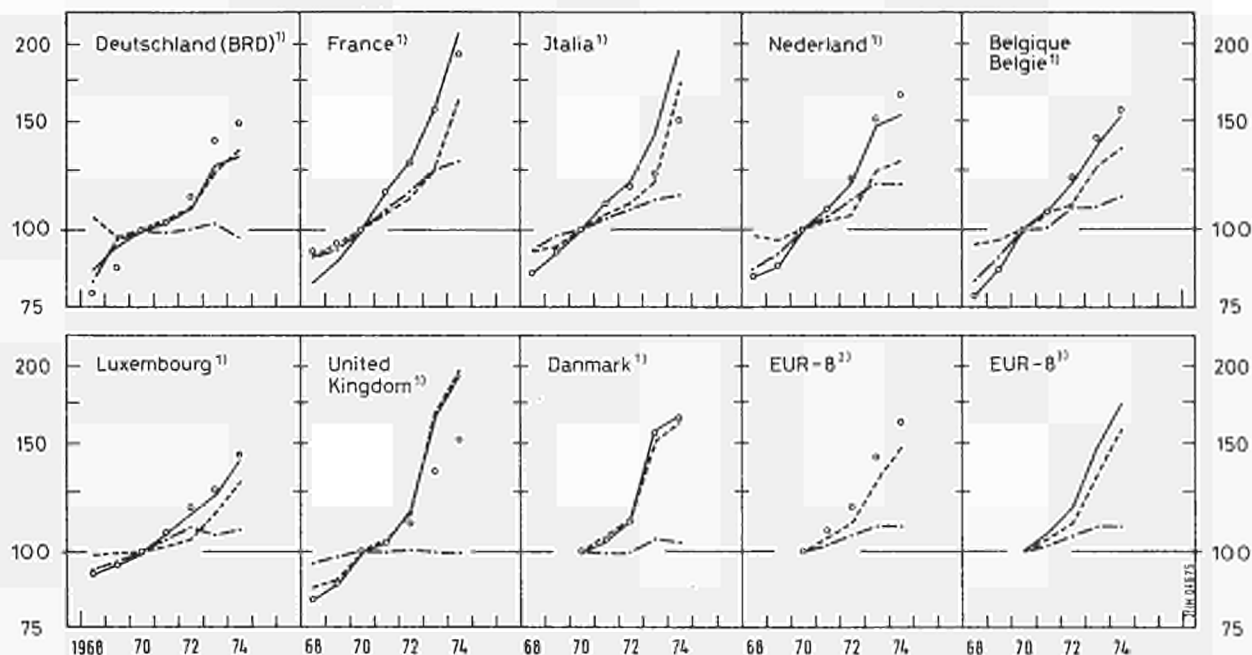 Deutschland (BRD)¹⁾ France¹⁾ Jtalia¹⁾ Nederland¹⁾ Belgique
Belgie¹⁾
200 200
150 150
100 100
75 75
Luxembourg¹⁾ United Danmark¹⁾ EUR-8²⁾ EUR-8³⁾
Kingdom¹⁾
200 200
150 150
100 100
75 75
1968 70 72 74 68 70 72 74 68 70 72 74 68 70 72 74 68 70 72 74